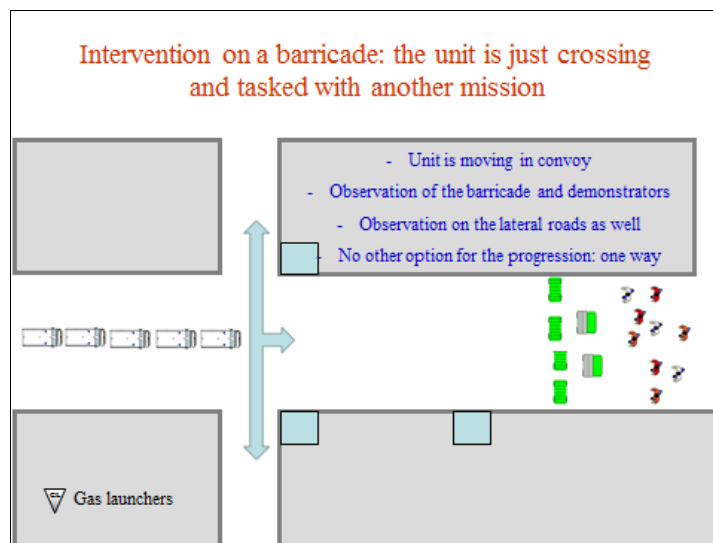 Intervention on a barricade: the unit is just crossing
and tasked with another mission
- Unit is moving in convoy
- Observation of the barricade and demonstrators
- Observation on the lateral roads as well
- No other option for the progression: one way
GL Gas launchers